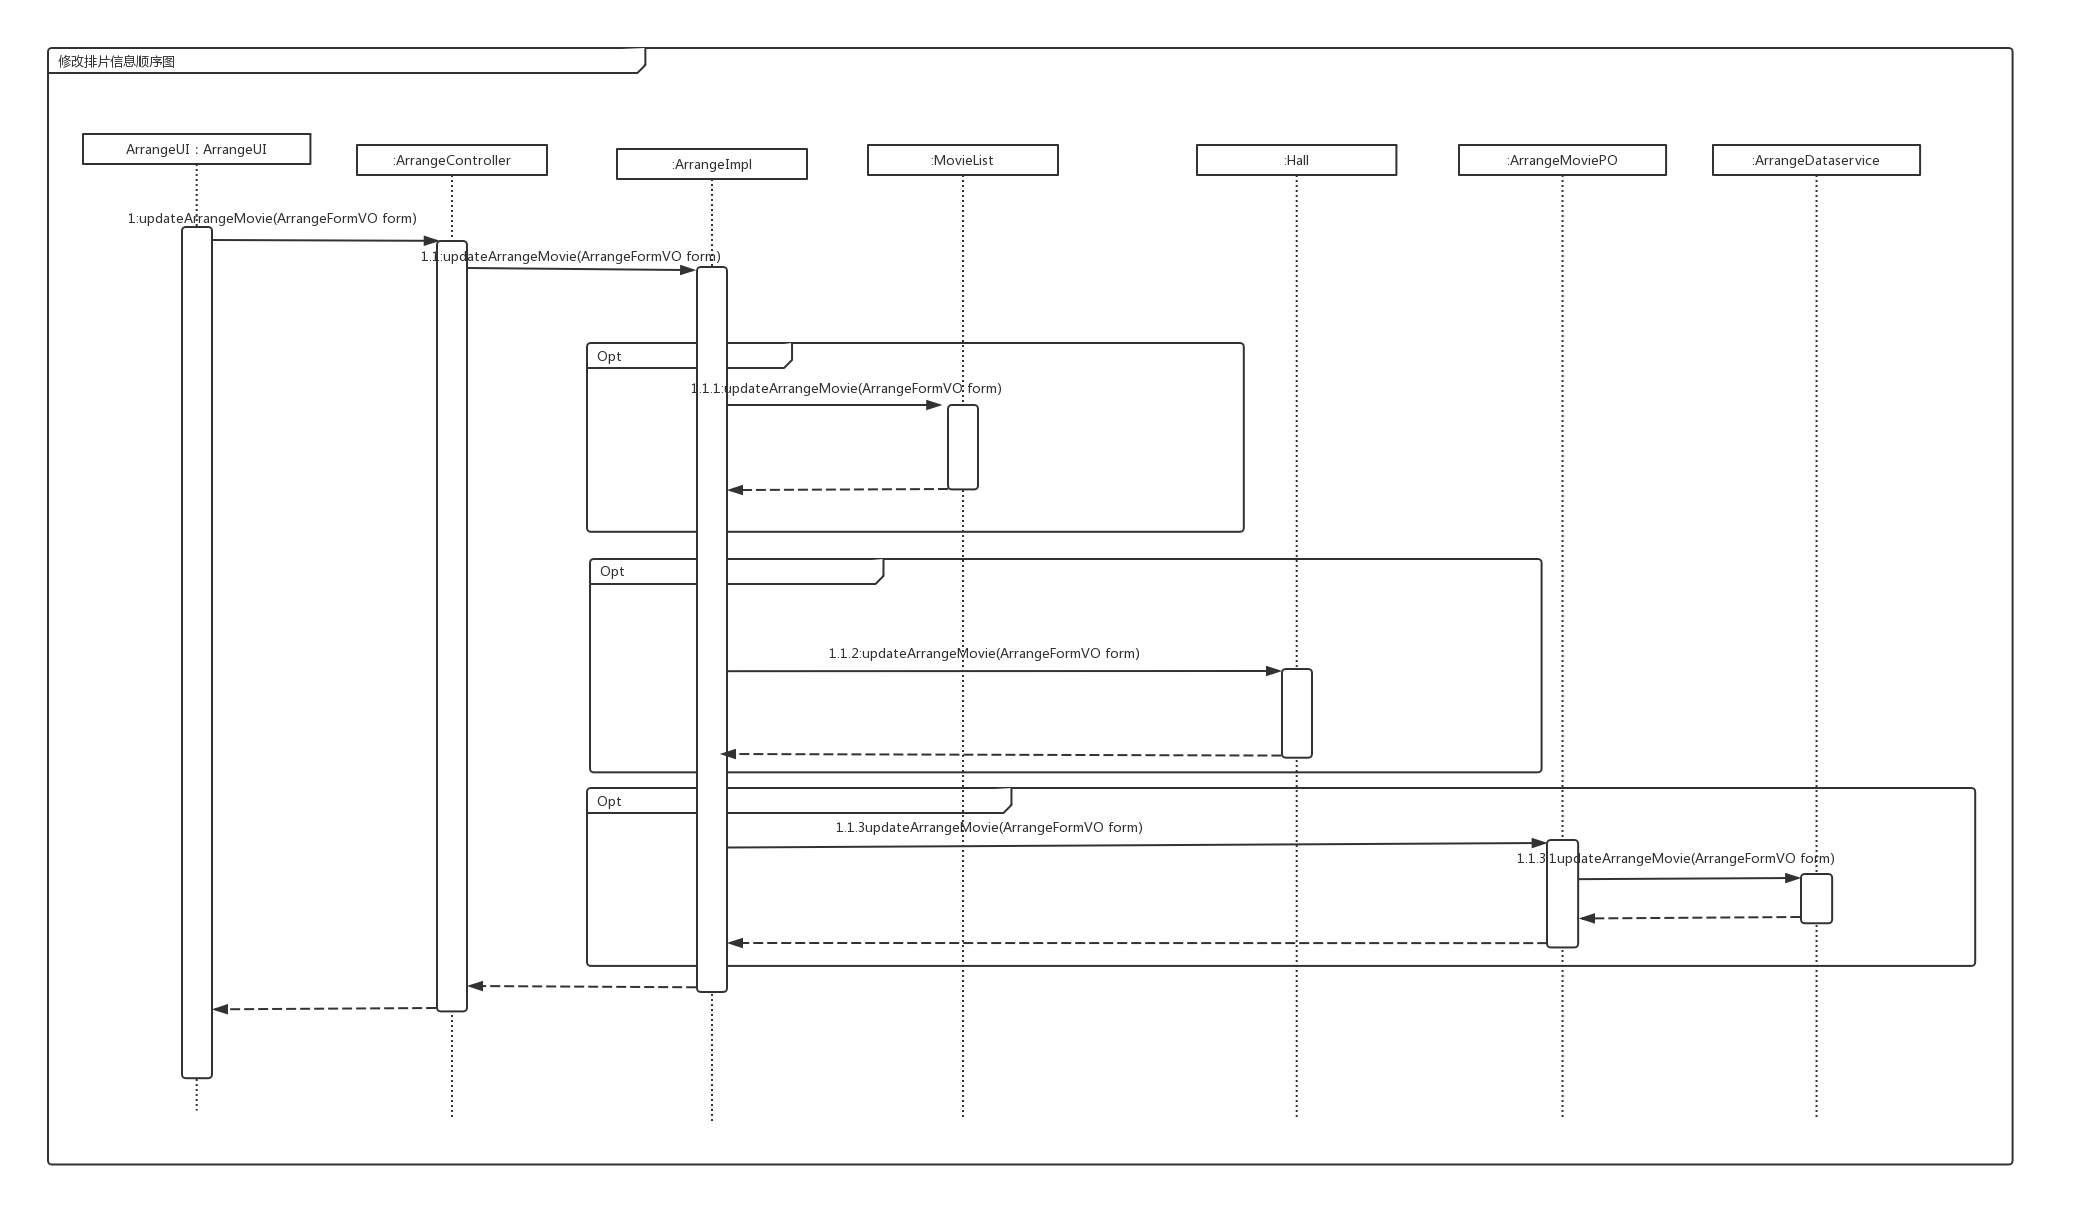 修改排片信息顺序图
ArrangeUI : ArrangeUI
:ArrangeController
:ArrangeImpl
:MovieList
:Hall
:ArrangeMoviePO
:ArrangeDataservice
1:updateArrangeMovie(ArrangeFormVO form)
1.1:updateArrangeMovie(ArrangeFormVO form)
Opt
1.1.1:updateArrangeMovie(ArrangeFormVO form)
Opt
1.1.2:updateArrangeMovie(ArrangeFormVO form)
Opt
1.1.3updateArrangeMovie(ArrangeFormVO form)
1.1.3.1updateArrangeMovie(ArrangeFormVO form)